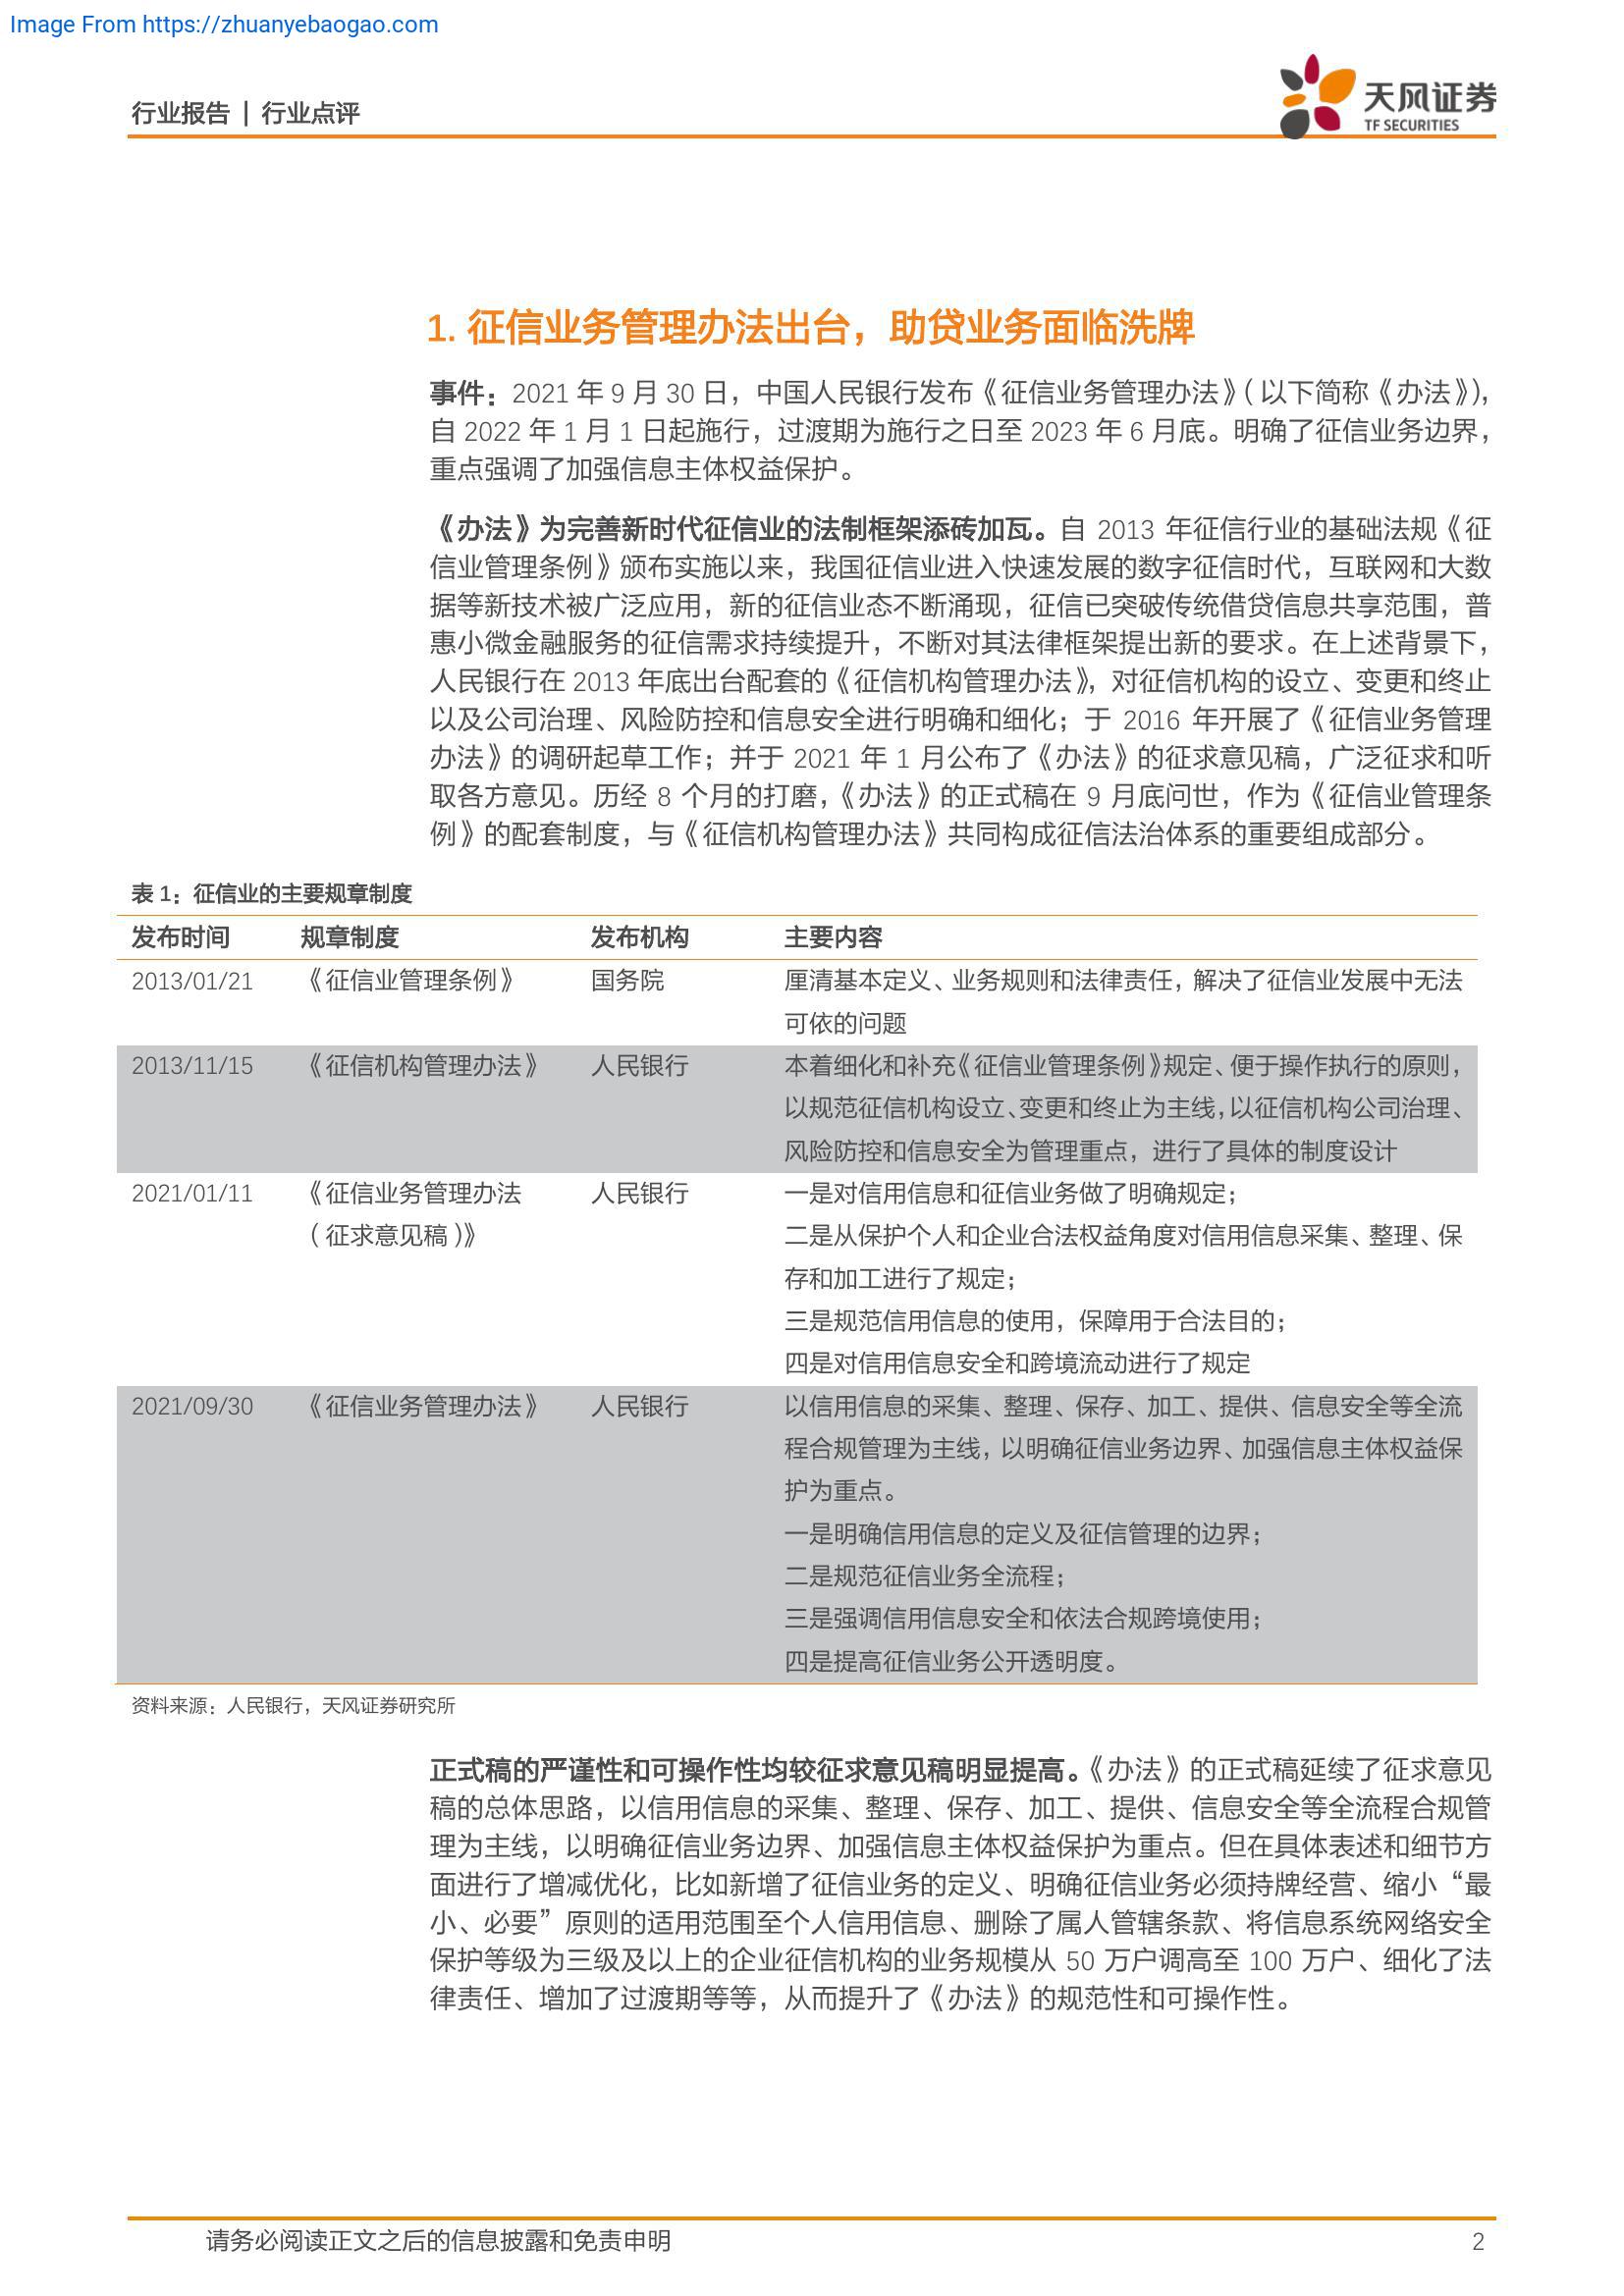 Image From https://zhuanyebaogao.com
行业报告 | 行业点评
天风证券
TF SECURITIES
1. 征信业务管理办法出台，助贷业务面临洗牌
事件：2021 年 9 月 30 日，中国人民银行发布《征信业务管理办法》（以下简称《办法》），
自 2022 年 1 月 1 日起施行，过渡期为施行之日至 2023 年 6 月底。明确了征信业务边界，
重点强调了加强信息主体权益保护。
《办法》为完善新时代征信业的法制框架添砖加瓦。自 2013 年征信行业的基础法规《征
信业管理条例》颁布实施以来，我国征信业进入快速发展的数字征信时代，互联网和大数
据等新技术被广泛应用，新的征信业态不断涌现，征信已突破传统借贷信息共享范围，普
惠小微金融服务的征信需求持续提升，不断对其法律框架提出新的要求。在上述背景下，
人民银行在 2013 年底出台配套的《征信机构管理办法》，对征信机构的设立、变更和终止
以及公司治理、风险防控和信息安全进行明确和细化；于 2016 年开展了《征信业务管理
办法》的调研起草工作；并于 2021 年 1 月公布了《办法》的征求意见稿，广泛征求和听
取各方意见。历经 8 个月的打磨，《办法》的正式稿在 9 月底问世，作为《征信业管理条
例》的配套制度，与《征信机构管理办法》共同构成征信法治体系的重要组成部分。
表 1：征信业的主要规章制度
发布时间 规章制度 发布机构 主要内容
2013/01/21 《征信业管理条例》 国务院 厘清基本定义、业务规则和法律责任，解决了征信业发展中无法
可依的问题
2013/11/15 《征信机构管理办法》 人民银行 本着细化和补充《征信业管理条例》规定、便于操作执行的原则，
以规范征信机构设立、变更和终止为主线，以征信机构公司治理、
风险防控和信息安全为管理重点，进行了具体的制度设计
2021/01/11 《征信业务管理办法 人民银行 一是对信用信息和征信业务做了明确规定；
（征求意见稿）》 二是从保护个人和企业合法权益角度对信用信息采集、整理、保
存和加工进行了规定；
三是规范信用信息的使用，保障用于合法目的；
四是对信用信息安全和跨境流动进行了规定
2021/09/30 《征信业务管理办法》 人民银行 以信用信息的采集、整理、保存、加工、提供、信息安全等全流
程合规管理为主线，以明确征信业务边界、加强信息主体权益保
护为重点。
一是明确信用信息的定义及征信管理的边界；
二是规范征信业务全流程；
三是强调信用信息安全和依法合规跨境使用；
四是提高征信业务公开透明度。
资料来源：人民银行，天风证券研究所
正式稿的严谨性和可操作性均较征求意见稿明显提高。《办法》的正式稿延续了征求意见
稿的总体思路，以信用信息的采集、整理、保存、加工、提供、信息安全等全流程合规管
理为主线，以明确征信业务边界、加强信息主体权益保护为重点。但在具体表述和细节方
面进行了增减优化，比如新增了征信业务的定义、明确征信业务必须持牌经营、缩小“最
小、必要”原则的适用范围至个人信用信息、删除了属人管辖条款、将信息系统网络安全
保护等级为三级及以上的企业征信机构的业务规模从 50 万户调高至 100 万户、细化了法
律责任、增加了过渡期等等，从而提升了《办法》的规范性和可操作性。
请务必阅读正文之后的信息披露和免责申明 2